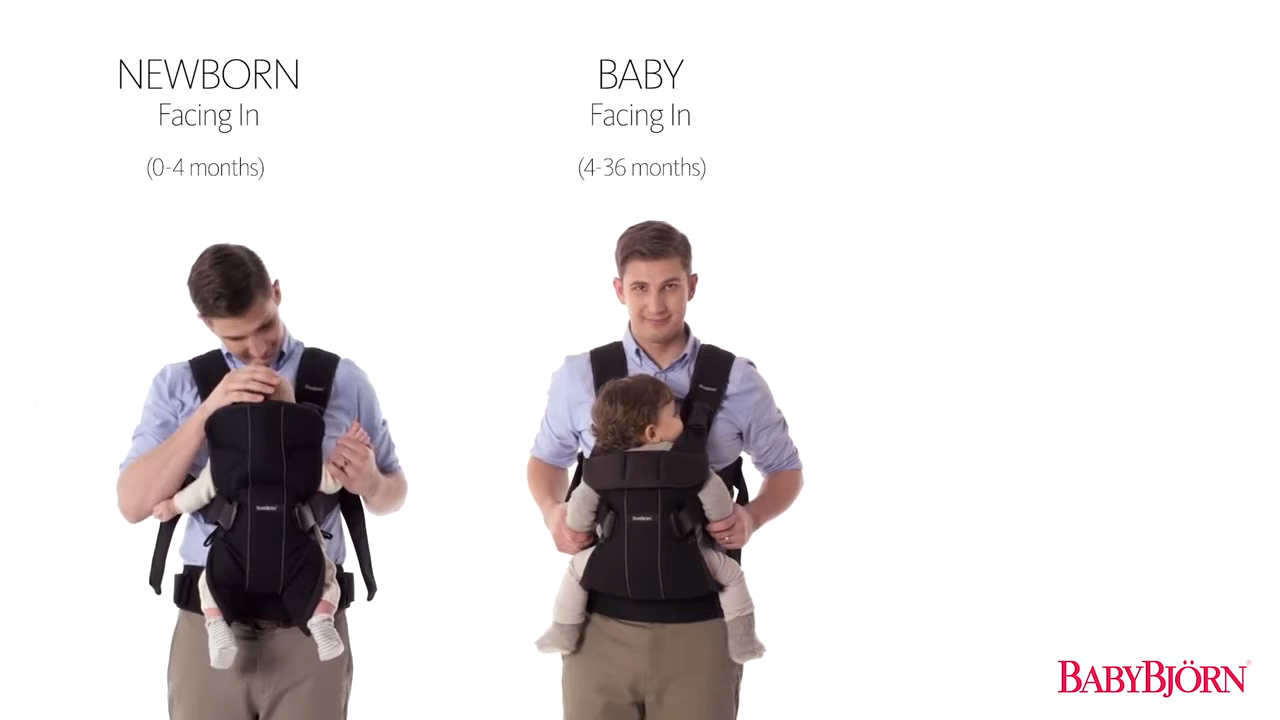 NEWBORN
Facing In
(0-4 months)
BABY
Facing In
(4-36 months)
BABYBJÖRN®